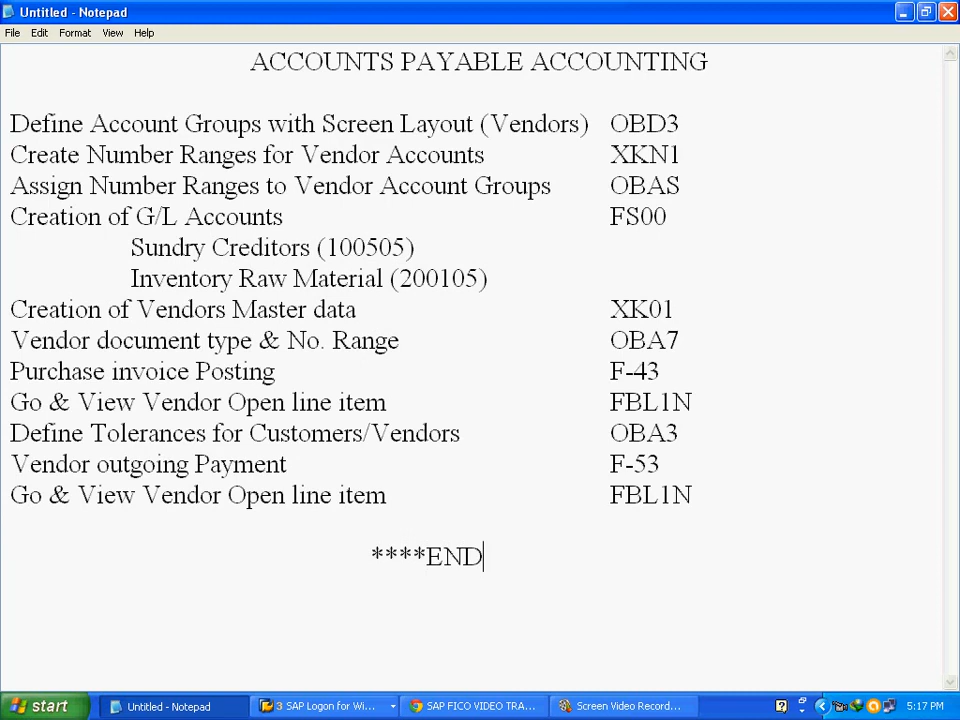 Untitled - Notepad
File Edit Format View Help
ACCOUNTS PAYABLE ACCOUNTING
Define Account Groups with Screen Layout (Vendors) OBD3
Create Number Ranges for Vendor Accounts XKN1
Assign Number Ranges to Vendor Account Groups OBAS
Creation of G/L Accounts FS00
Sundry Creditors (100505)
Inventory Raw Material (200105)
Creation of Vendors Master data XK01
Vendor document type & No. Range OBA7
Purchase invoice Posting F-43
Go & View Vendor Open line item FBL1N
Define Tolerances for Customers/Vendors OBA3
Vendor outgoing Payment F-53
Go & View Vendor Open line item FBL1N
****END
start Untitled - Notepad 3 SAP Logon for Wi... SAP FICO VIDEO TRA... Screen Video Record... 5:17 PM